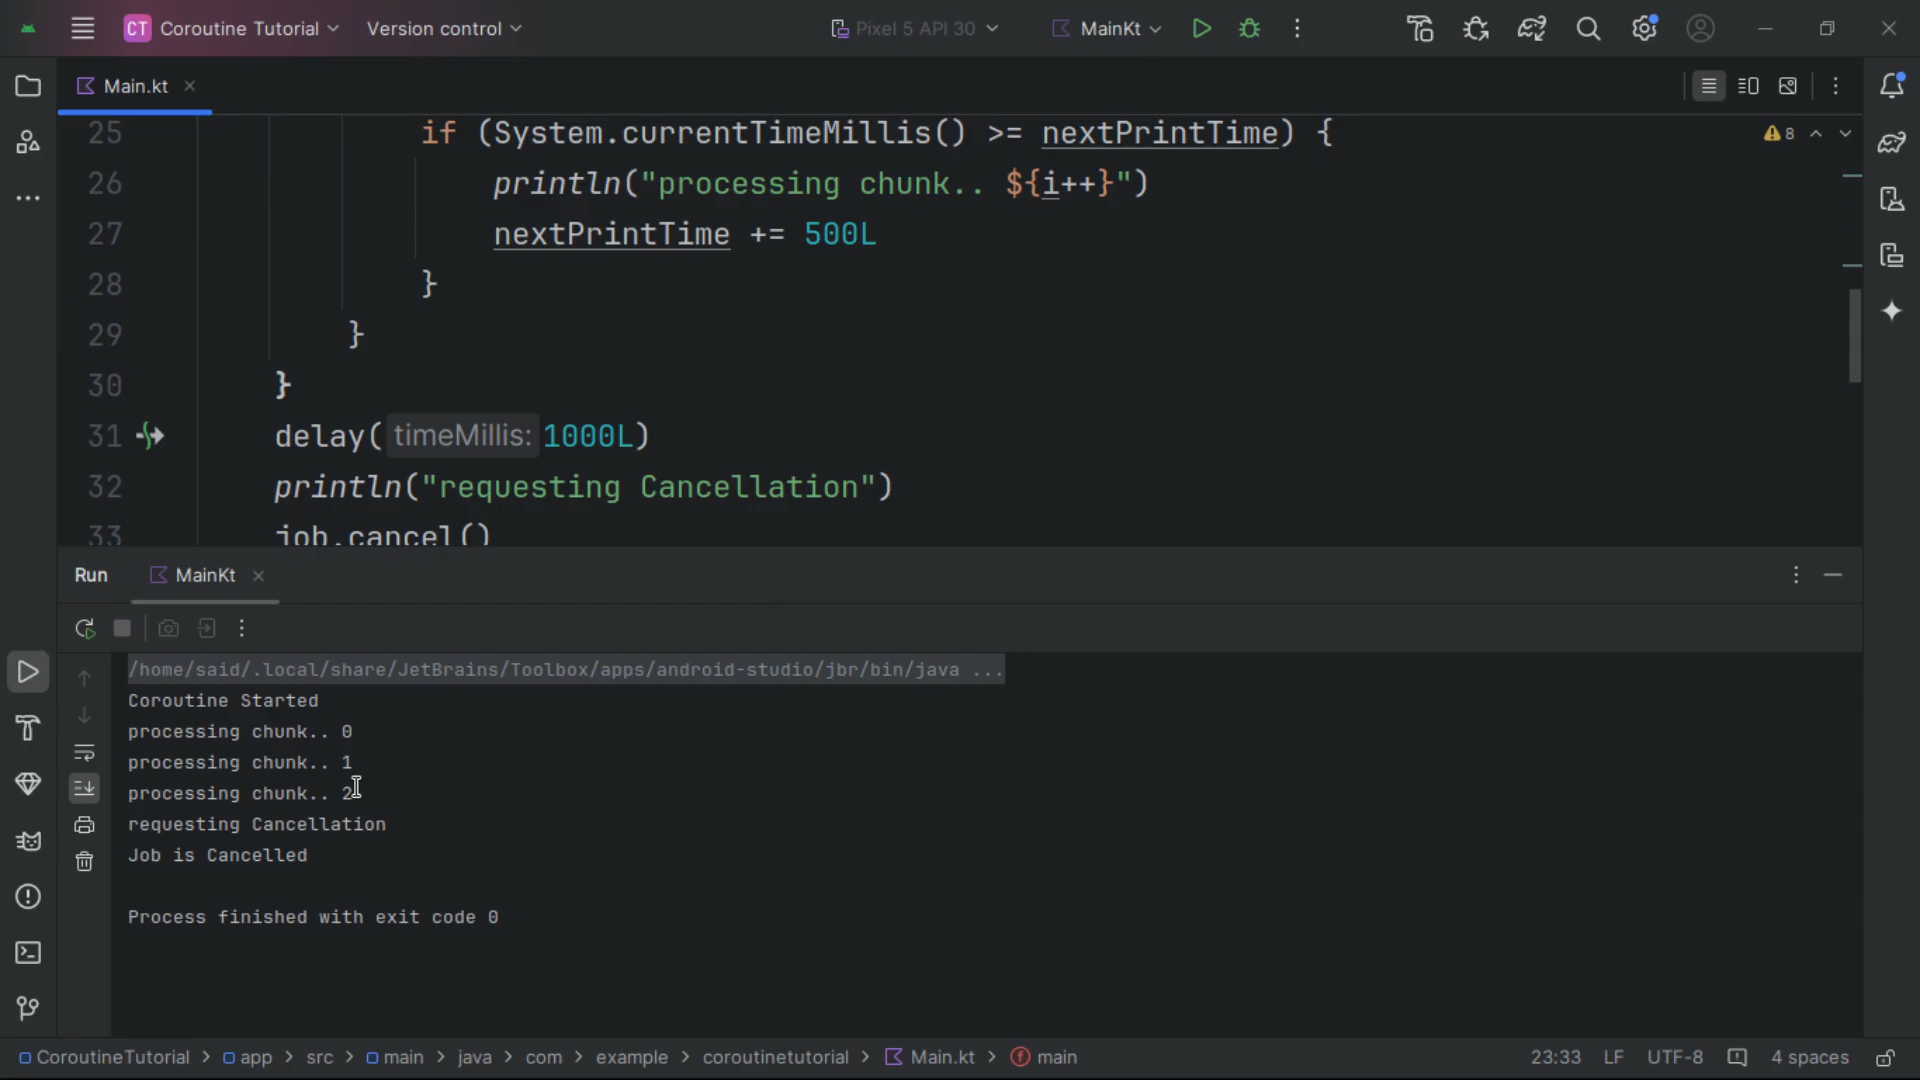 CT Coroutine Tutorial Version control Pixel 5 API 30 MainKt
Main.kt
25 if (System.currentTimeMillis() >= nextPrintTime) { 8
26 println("processing chunk.. ${i++}")
27 nextPrintTime += 500L
28 }
29 }
30 }
31 delay( timeMillis: 1000L)
32 println("requesting Cancellation")
33 job.cancel()
Run MainKt
/home/said/.local/share/JetBrains/Toolbox/apps/android-studio/jbr/bin/java ...
Coroutine Started
processing chunk.. 0
processing chunk.. 1
processing chunk.. 2
requesting Cancellation
Job is Cancelled
Process finished with exit code 0
CoroutineTutorial > app > src > main > java > com > example > coroutinetutorial > Main.kt > f main 23:33 LF UTF-8 4 spaces